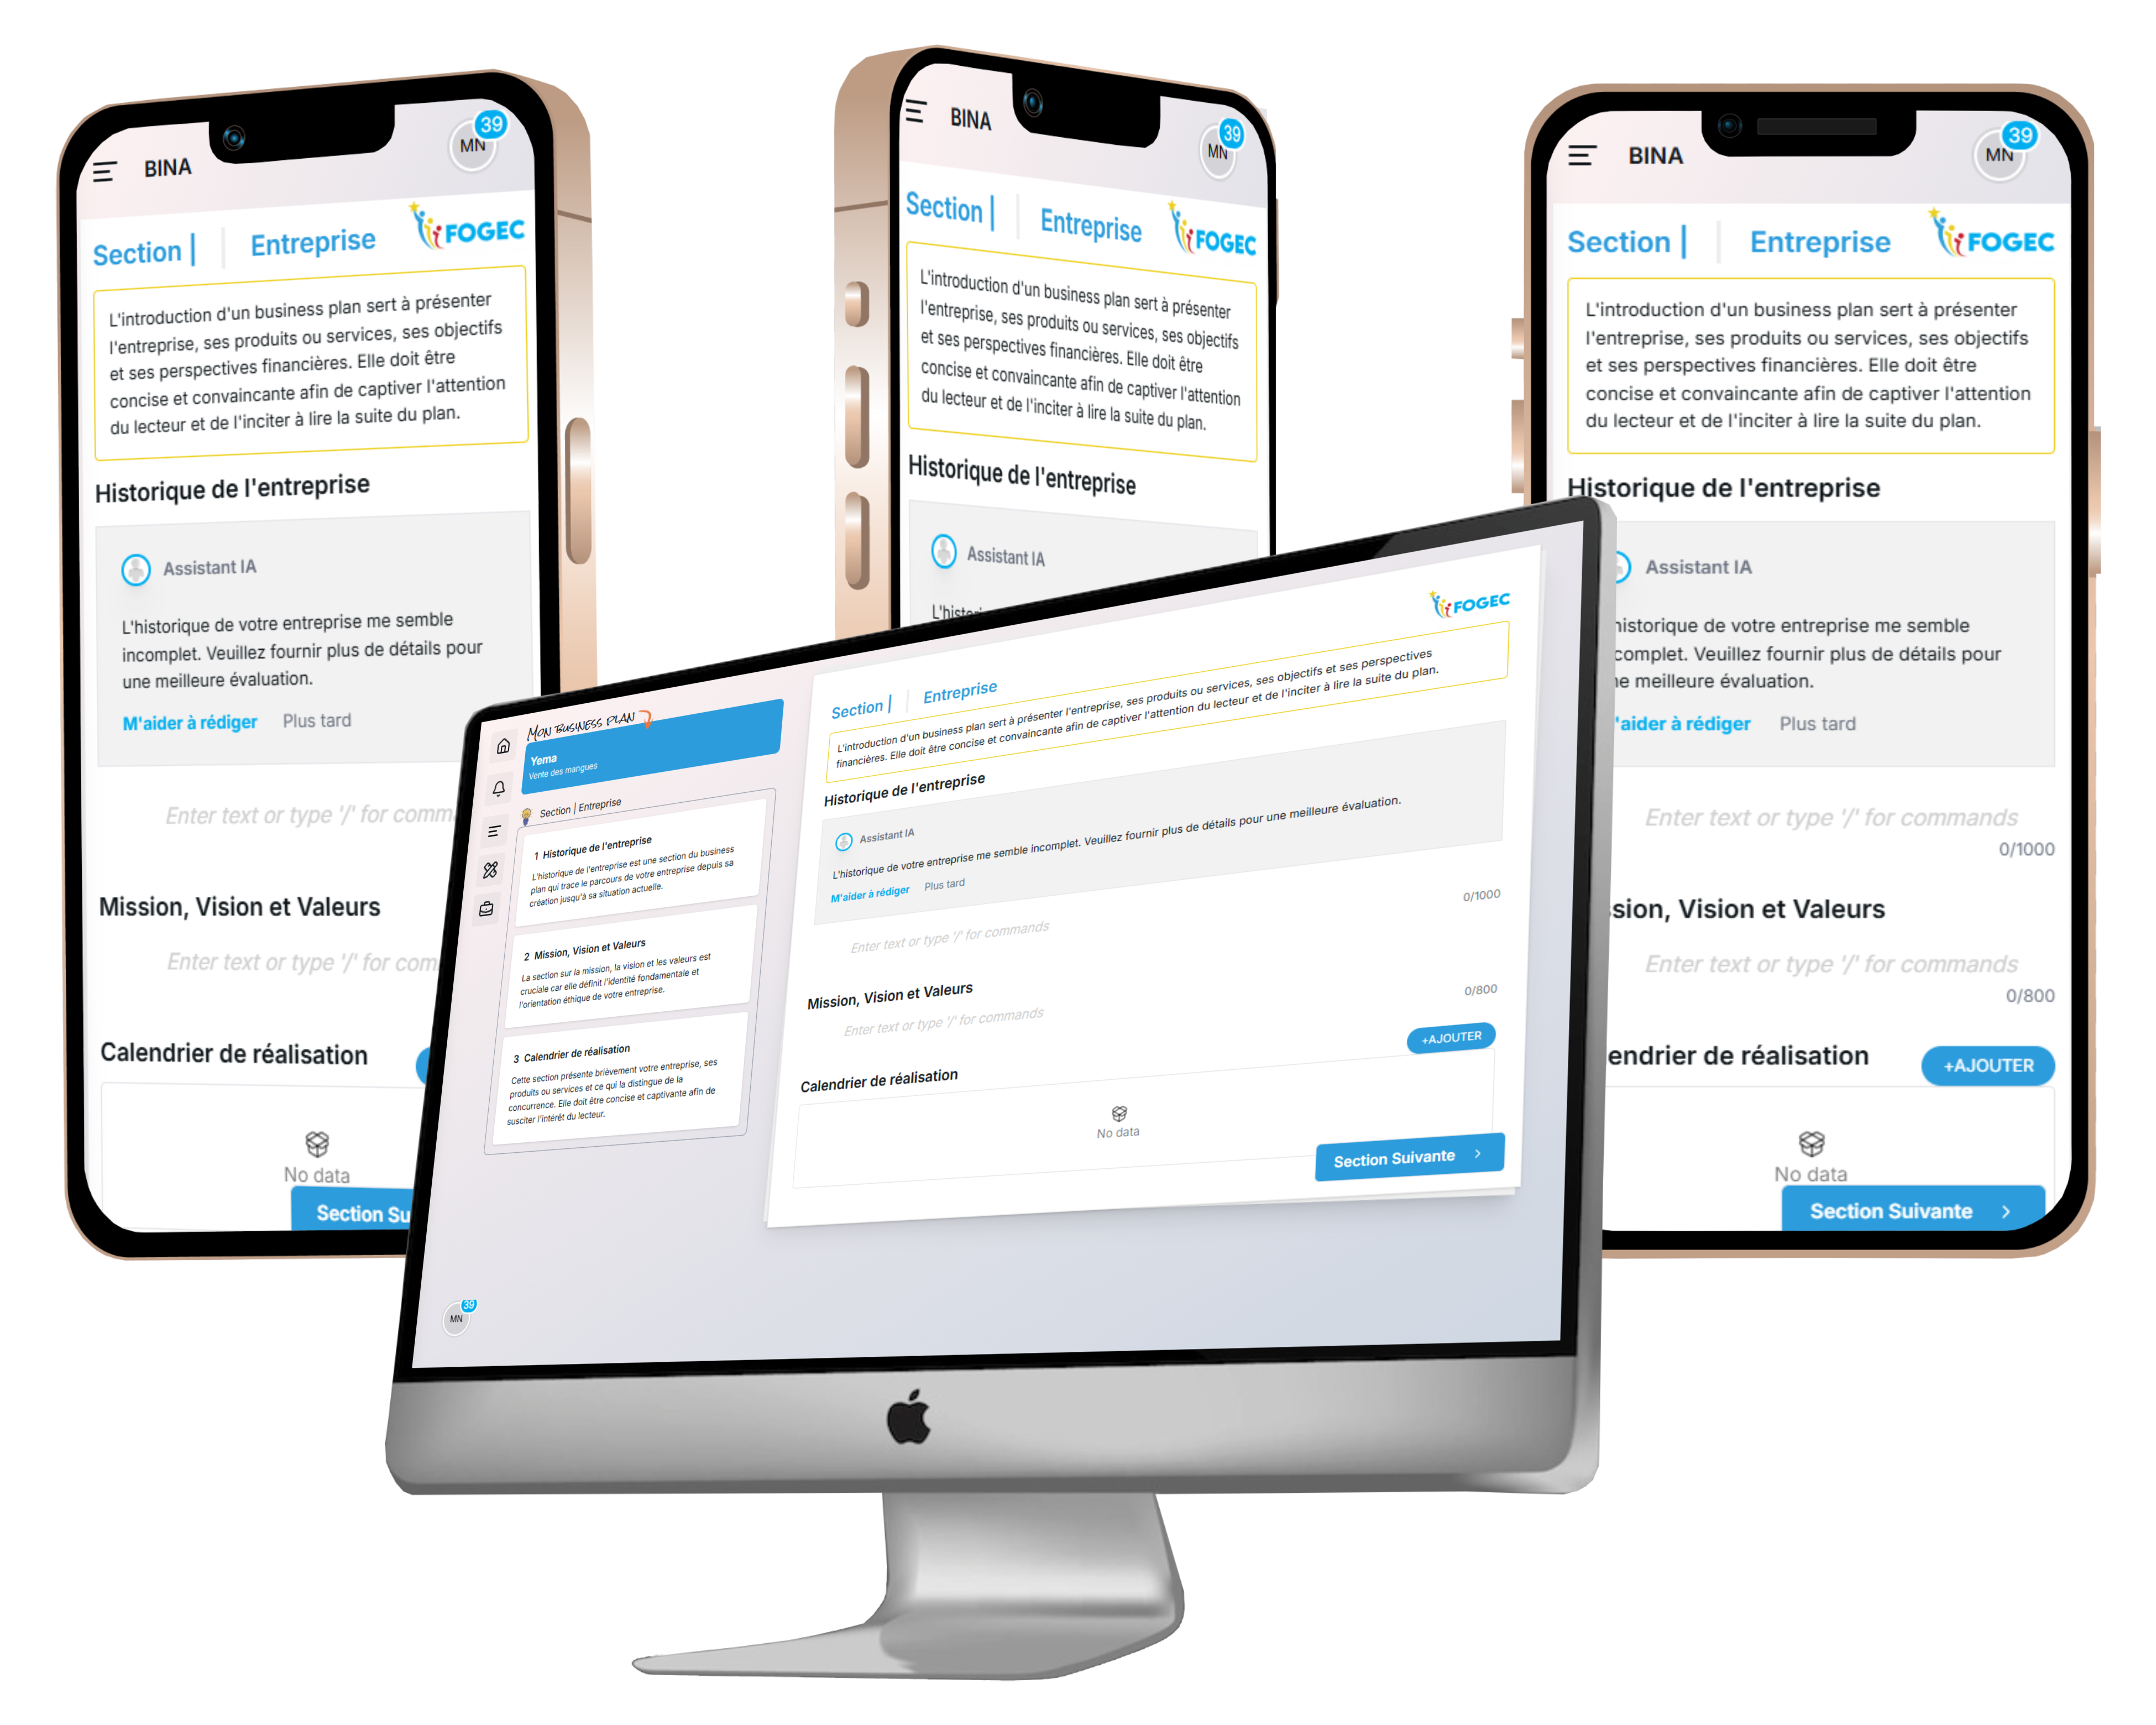 BINA
MN
39
Section |
Entreprise
FOGEC
L'introduction d'un business plan sert à présenter
l'entreprise, ses produits ou services, ses objectifs
et ses perspectives financières. Elle doit être
concise et convaincante afin de captiver l'attention
du lecteur et de l'inciter à lire la suite du plan.
Historique de l'entreprise
Assistant IA
L'historique de votre entreprise me semble
incomplet. Veuillez fournir plus de détails pour
une meilleure évaluation.
M'aider à rédiger Plus tard
Enter text or type '/' for comm
Mission, Vision et Valeurs
Enter text or type '/' for com
Calendrier de réalisation
No data
Section Su
BINA
MN
39
Section |
Entreprise
FOGEC
L'introduction d'un business plan sert à présenter
l'entreprise, ses produits ou services, ses objectifs
et ses perspectives financières. Elle doit être
concise et convaincante afin de captiver l'attention
du lecteur et de l'inciter à lire la suite du plan.
Historique de l'entreprise
Assistant IA
L'histo
BINA
MN
39
Section |
Entreprise
FOGEC
L'introduction d'un business plan sert à présenter
l'entreprise, ses produits ou services, ses objectifs
et ses perspectives financières. Elle doit être
concise et convaincante afin de captiver l'attention
du lecteur et de l'inciter à lire la suite du plan.
Historique de l'entreprise
Assistant IA
historique de votre entreprise me semble
complet. Veuillez fournir plus de détails pour
ne meilleure évaluation.
'aider à rédiger Plus tard
Enter text or type '/' for commands
0/1000
ssion, Vision et Valeurs
Enter text or type '/' for commands
0/800
endrier de réalisation
+AJOUTER
No data
Section Suivante
MON BUSINESS PLAN
Yema
Vente des mangues
Section | Entreprise
1 Historique de l'entreprise
L'historique de l'entreprise est une section du business
plan qui trace le parcours de votre entreprise depuis sa
création jusqu'à sa situation actuelle.
2 Mission, Vision et Valeurs
La section sur la mission, la vision et les valeurs est
cruciale car elle définit l'identité fondamentale et
l'orientation éthique de votre entreprise.
3 Calendrier de réalisation
Cette section présente brièvement votre entreprise, ses
produits ou services et ce qui la distingue de la
concurrence. Elle doit être concise et captivante afin de
susciter l'intérêt du lecteur.
MN
39
FOGEC
Section |
Entreprise
L'introduction d'un business plan sert à présenter l'entreprise, ses produits ou services, ses objectifs et ses perspectives
financières. Elle doit être concise et convaincante afin de captiver l'attention du lecteur et de l'inciter à lire la suite du plan.
Historique de l'entreprise
Assistant IA
L'historique de votre entreprise me semble incomplet. Veuillez fournir plus de détails pour une meilleure évaluation.
M'aider à rédiger Plus tard
Enter text or type '/' for commands
0/1000
Mission, Vision et Valeurs
Enter text or type '/' for commands
0/800
Calendrier de réalisation
+AJOUTER
No data
Section Suivante